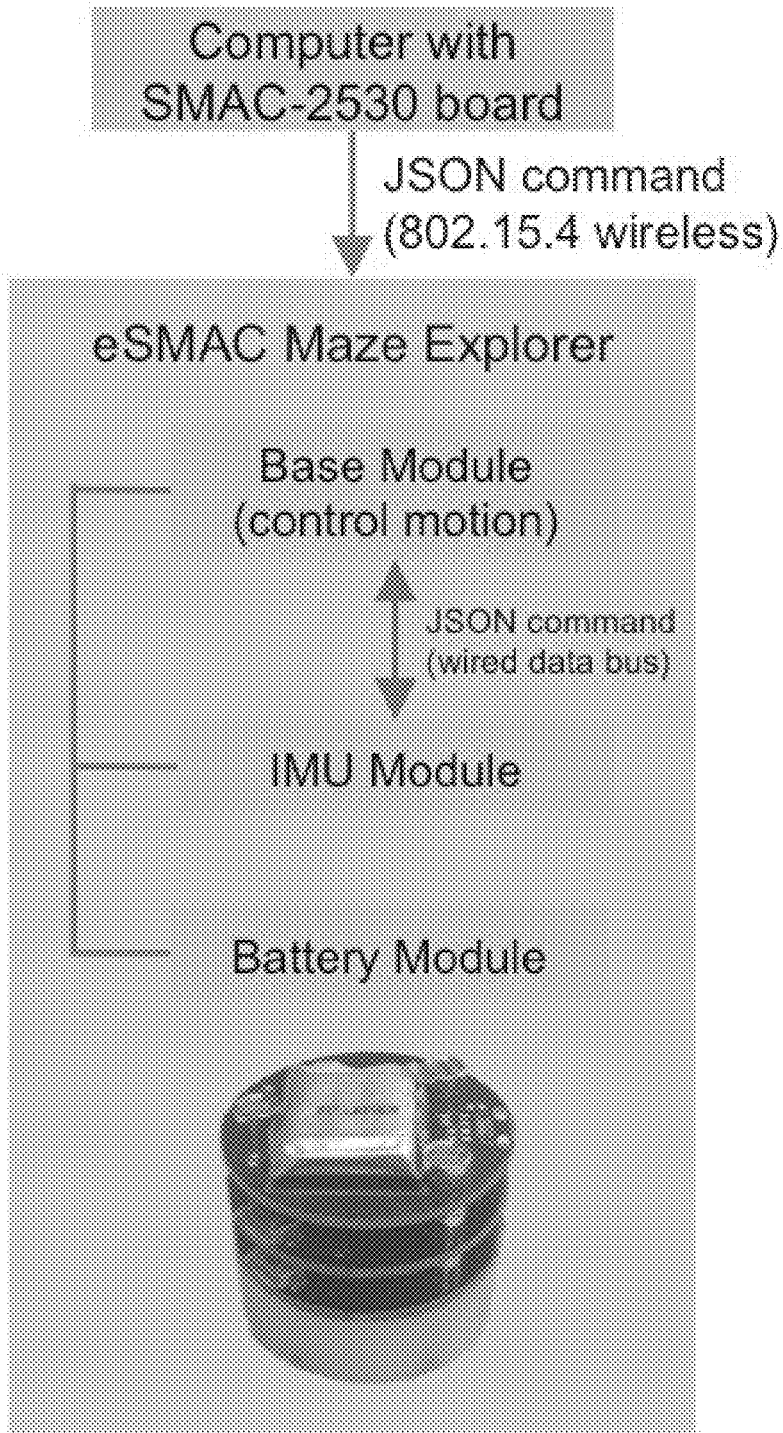 Computer with
SMAC-2530 board
JSON command
(802.15.4 wireless)
eSMAC Maze Explorer
Base Module
(control motion)
JSON command
(wired data bus)
IMU Module
Battery Module